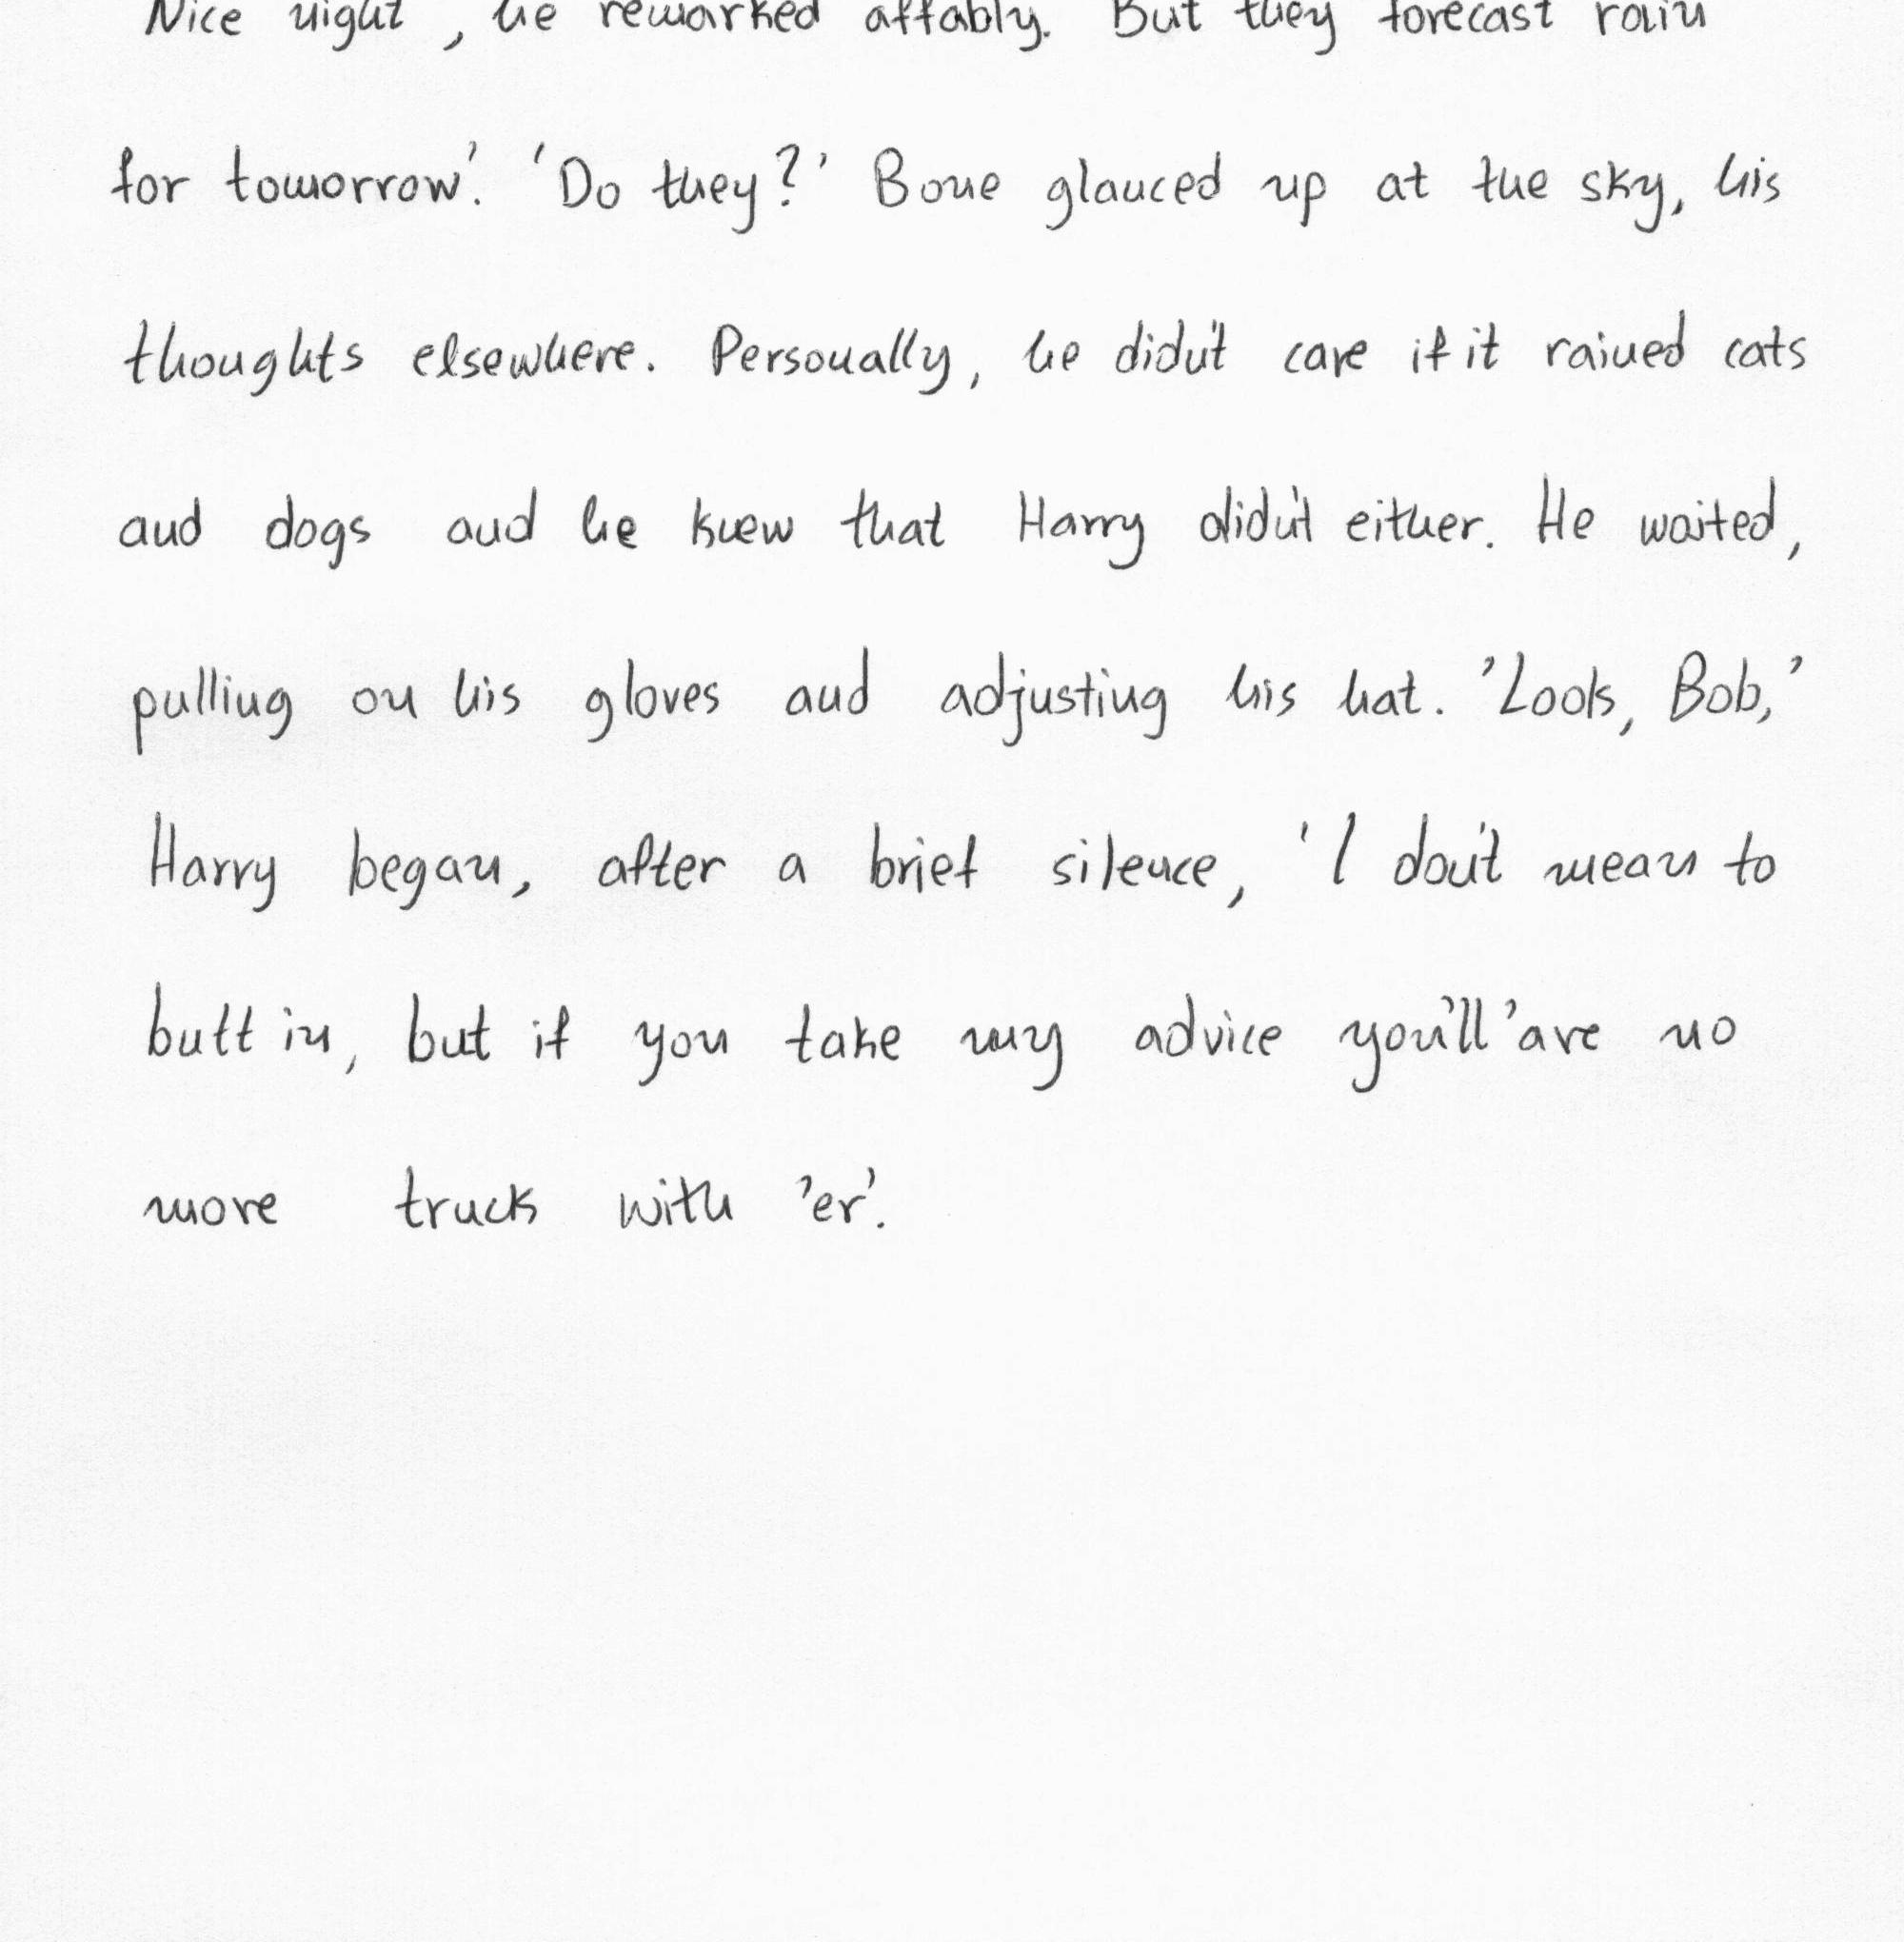 Nice night, he remarked affably. But they forecast rain
for tomorrow'. 'Do they?' Bone glanced up at the sky, his
thoughts elsewhere. Personally, he didn't care if it rained cats
and dogs and he knew that Harry didn't either. He waited,
pulling on his gloves and adjusting his hat. 'Look, Bob,'
Harry began, after a brief silence, 'I don't mean to
butt in, but if you take my advice you'll 'ave no
more truck with 'er'.